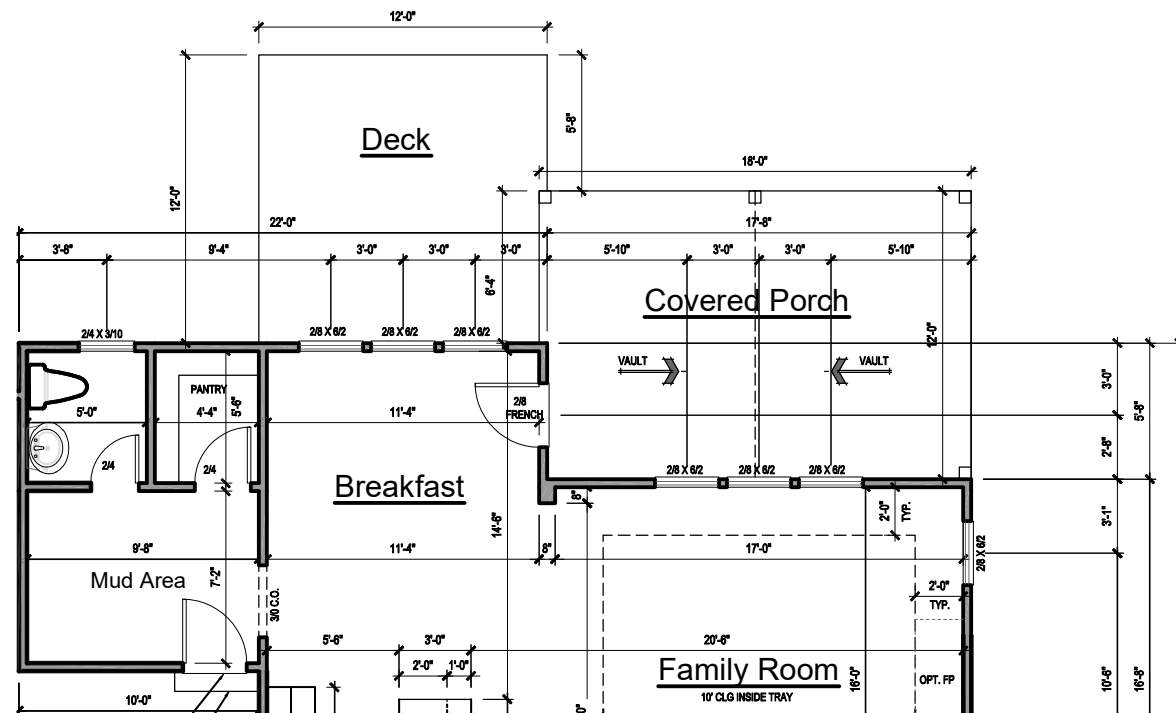 12'-0"
Deck
5'-8"
18'-0"
12'-0"
22'-0"
17'-8"
3'-8"
9'-4"
3'-0"
3'-0"
3'-0"
5'-10"
3'-0"
3'-0"
5'-10"
6'-4"
Covered Porch
12'-0"
2/4 X 3/10
2/8 X 6/2
2/8 X 6/2
2/8 X 6/2
VAULT
VAULT
3'-0"
5'-8"
PANTRY
5'-0"
4'-4"
5'-6"
11'-4"
2/8
FRENCH
2'-8"
2/4
2/4
2/8 X 6/2
2/8 X 6/2
2/8 X 6/2
Breakfast
8"
2'-0"
TYP.
3'-1"
14'-6"
9'-8"
11'-4"
8"
17'-0"
2/8 X 6/2
Mud Area
7'-2"
3/0 C.O.
2'-0"
TYP.
5'-6"
3'-0"
20'-6"
2'-0"
1'-0"
Family Room
10' CLG INSIDE TRAY
16'-0"
OPT. FP
10'-6"
16'-8"
10'-0"